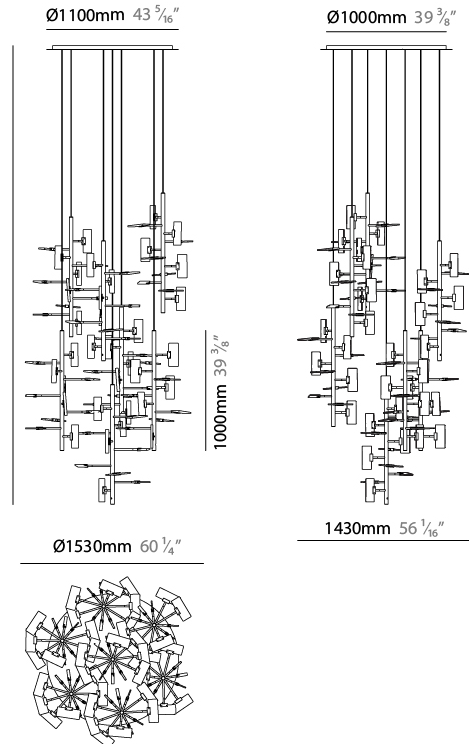 Ø1100mm 43 5/16″
Ø1000mm 39 3/8″
1000mm 39 3/8″
Ø1530mm 60 1/4″
1430mm 56 1/16″